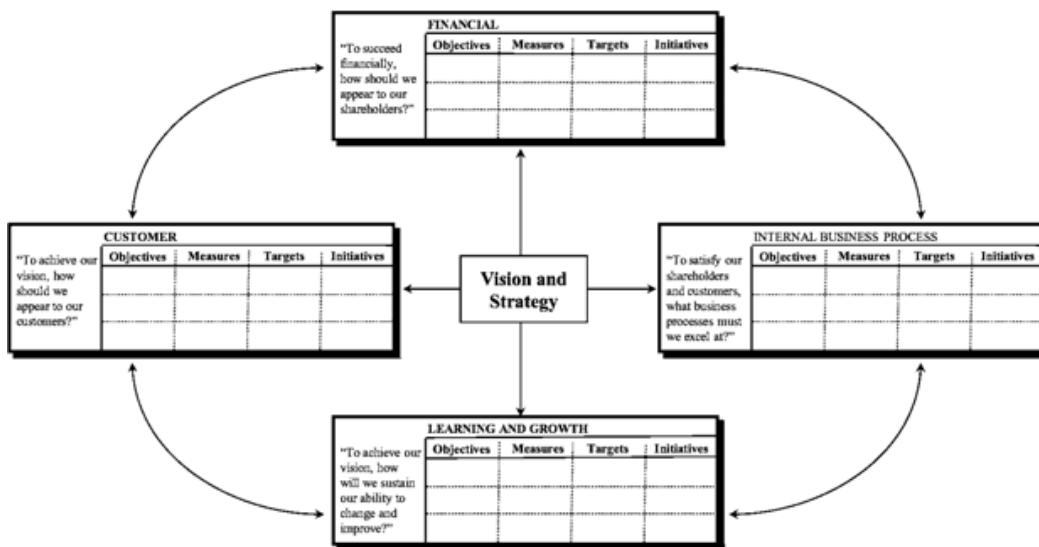 FINANCIAL
Objectives Measures Targets Initiatives
"To succeed
financially,
how should we
appear to our
shareholders?"
CUSTOMER
Objectives Measures Targets Initiatives
"To achieve our
vision, how
should we
appear to our
customers?"
Vision and
Strategy
INTERNAL BUSINESS PROCESS
Objectives Measures Targets Initiatives
"To satisfy our
shareholders
and customers,
what business
processes must
we excel at?"
LEARNING AND GROWTH
Objectives Measures Targets Initiatives
"To achieve our
vision, how
will we sustain
our ability to
change and
improve?"